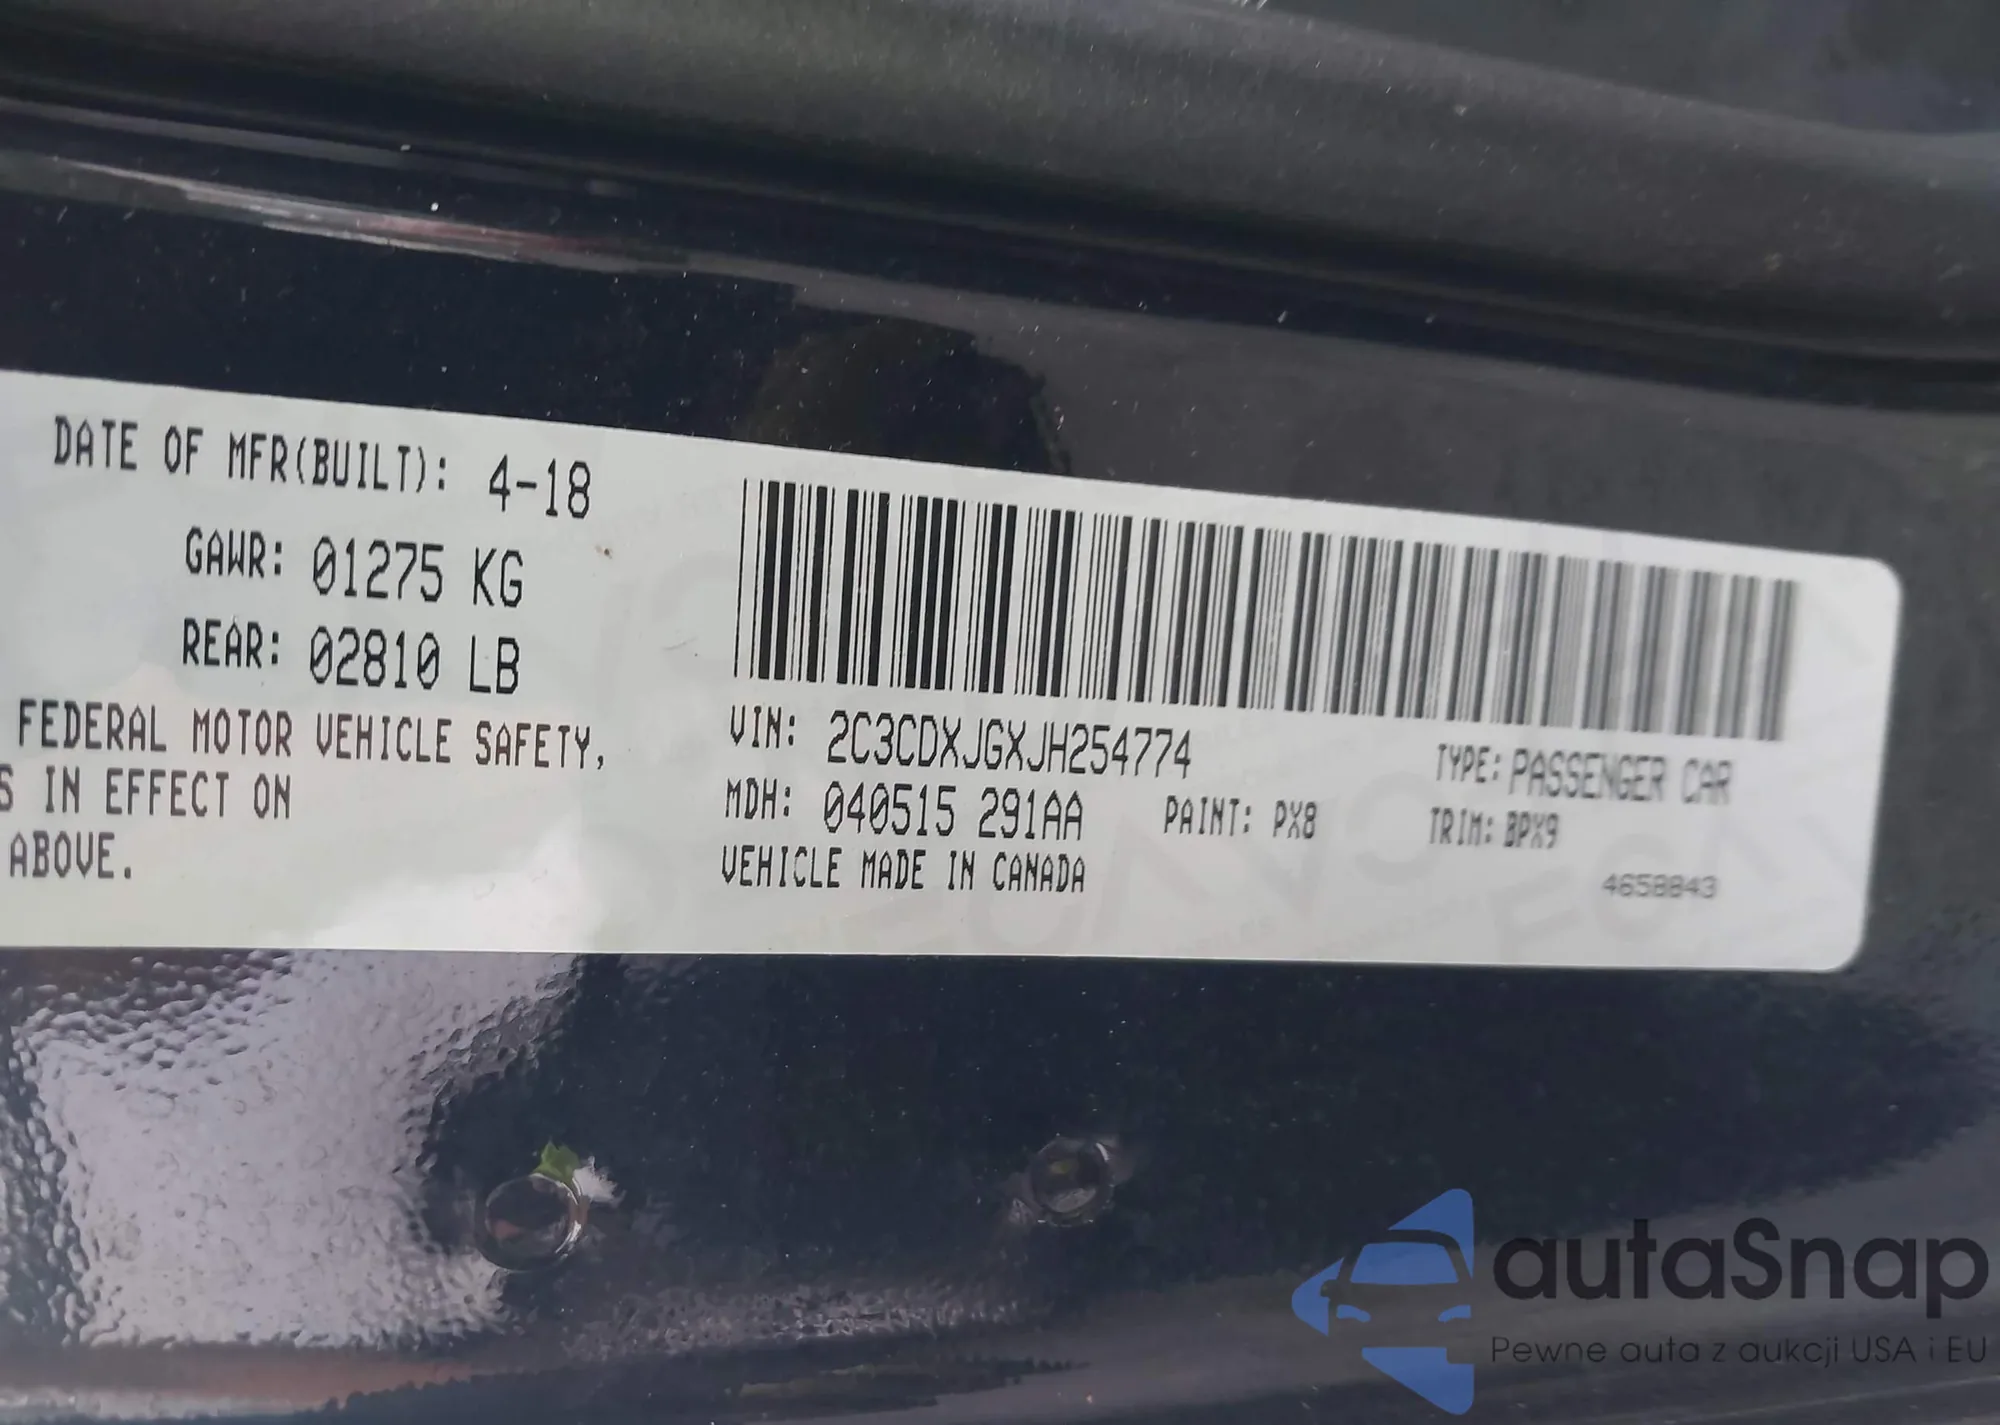 DATE OF MFR(BUILT): 4-18
GAWR: 01275 KG
REAR: 02810 LB
FEDERAL MOTOR VEHICLE SAFETY,
S IN EFFECT ON
ABOVE.
VIN: 2C3CDXJGXJH254774
TYPE: PASSENGER CAR
MDH: 040515 291AA PAINT: PX8 TRIM: BPX9
VEHICLE MADE IN CANADA
4658843
autaSnap
Pewne auta z aukcji USA i EU